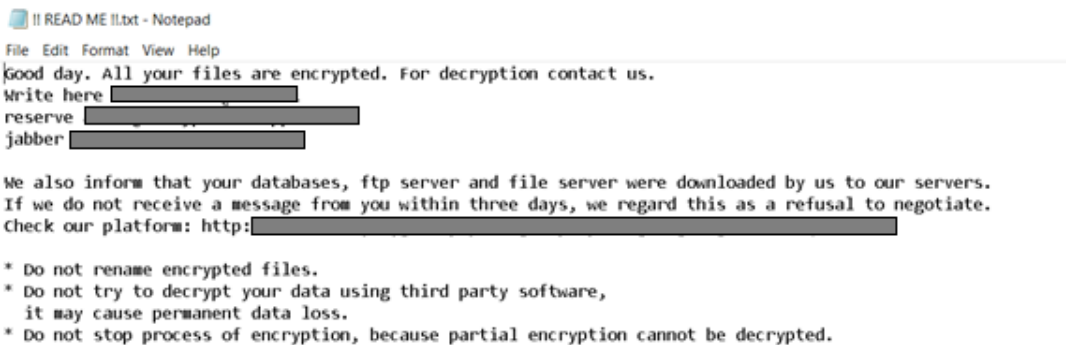 !! READ ME !!.txt - Notepad
File Edit Format View Help
Good day. All your files are encrypted. For decryption contact us.
Write here
reserve
jabber
We also inform that your databases, ftp server and file server were downloaded by us to our servers.
If we do not receive a message from you within three days, we regard this as a refusal to negotiate.
Check our platform: http:
* Do not rename encrypted files.
* Do not try to decrypt your data using third party software,
it may cause permanent data loss.
* Do not stop process of encryption, because partial encryption cannot be decrypted.